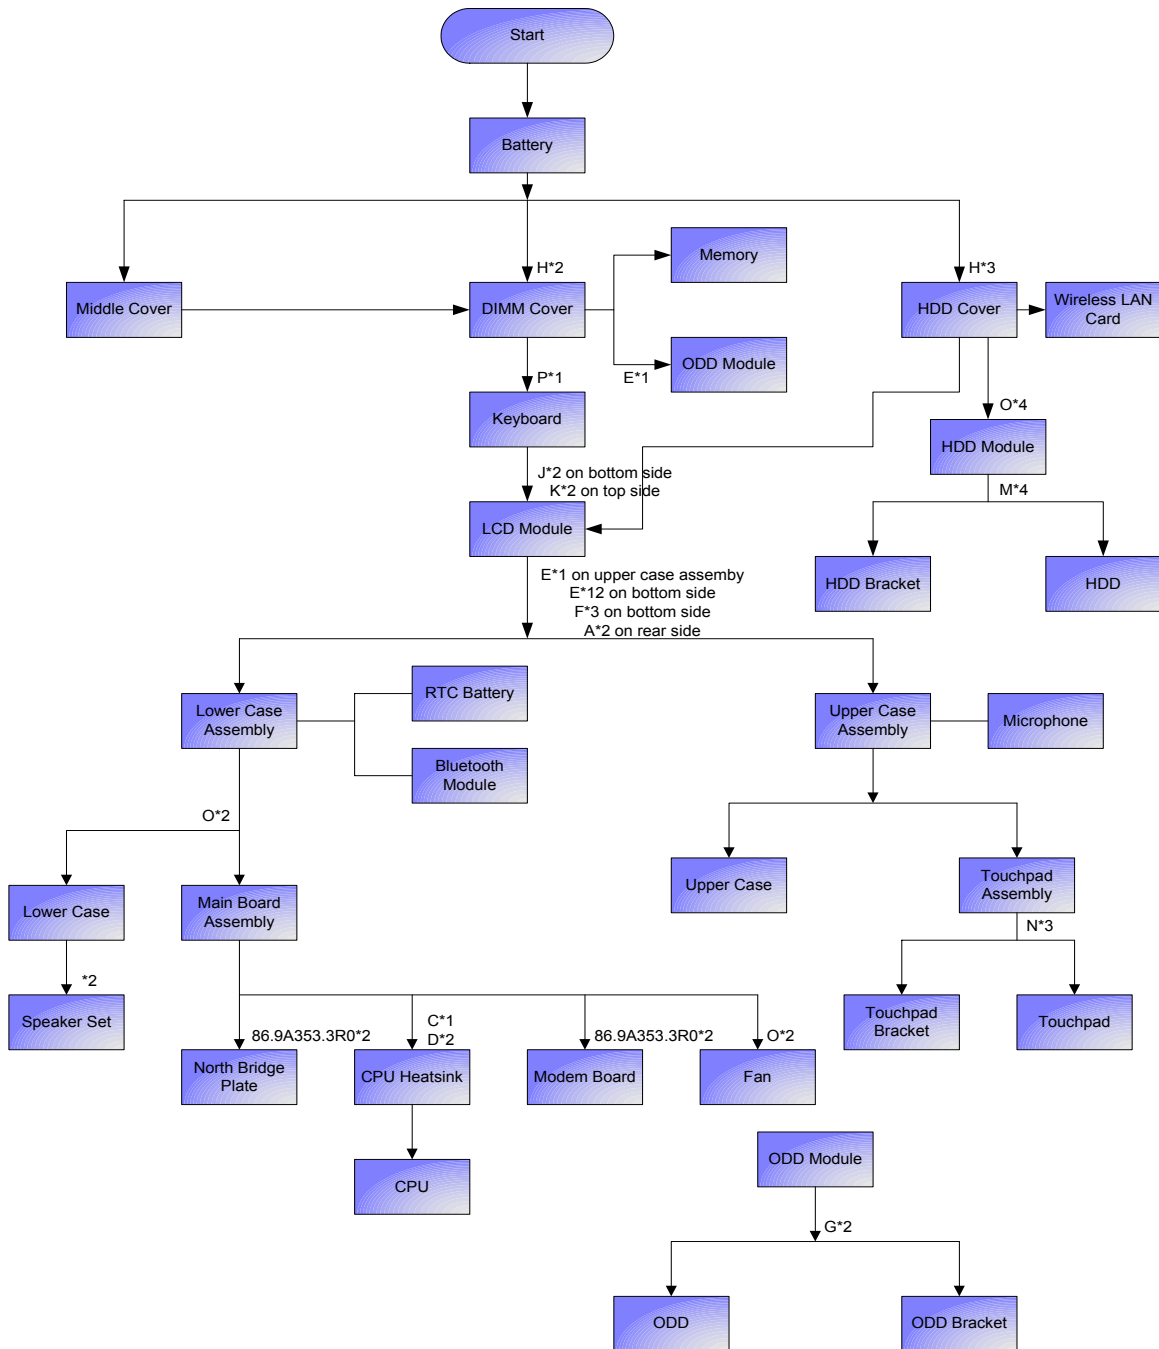 Start
Battery
H*2
H*3
Memory
Middle Cover
DIMM Cover
HDD Cover
Wireless LAN
Card
P*1
E*1
ODD Module
Keyboard
O*4
HDD Module
J*2 on bottom side
K*2 on top side
M*4
LCD Module
HDD Bracket
HDD
E*1 on upper case assemby
E*12 on bottom side
F*3 on bottom side
A*2 on rear side
RTC Battery
Lower Case
Assembly
Upper Case
Assembly
Microphone
Bluetooth
Module
O*2
Upper Case
Touchpad
Assembly
Lower Case
Main Board
Assembly
N*3
*2
Speaker Set
Touchpad
Bracket
Touchpad
86.9A353.3R0*2
C*1
D*2
86.9A353.3R0*2
O*2
North Bridge
Plate
CPU Heatsink
Modem Board
Fan
CPU
ODD Module
G*2
ODD
ODD Bracket